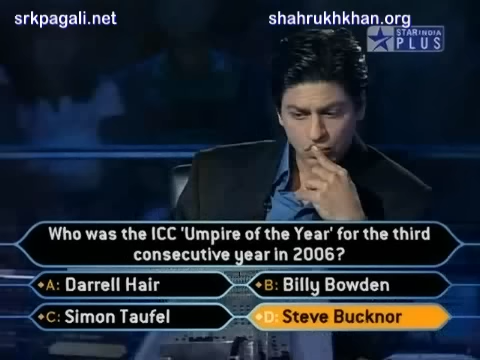 srkpagali.net
shahrukhkhan.org
STAR INDIA
PLUS
Who was the ICC 'Umpire of the Year' for the third
consecutive year in 2006?
A: Darrell Hair
B: Billy Bowden
C: Simon Taufel
D: Steve Bucknor